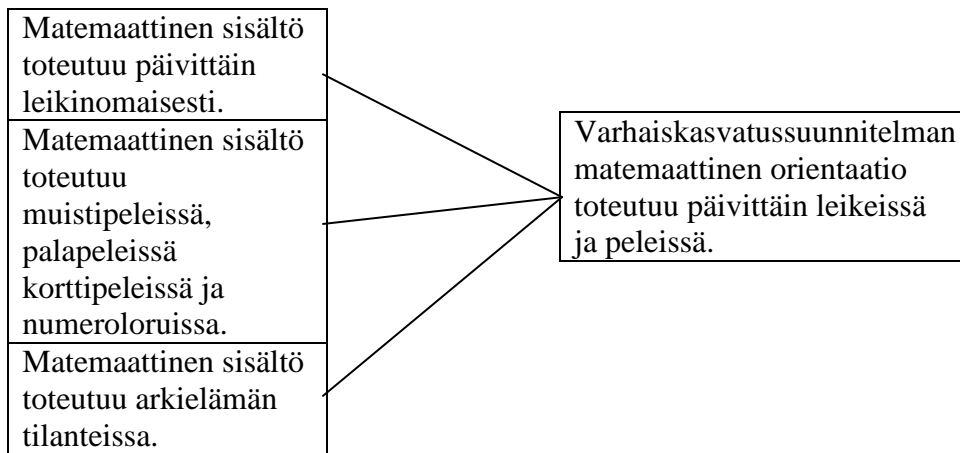 Matemaattinen sisältö
toteutuu päivittäin
leikinomaisesti.
Matemaattinen sisältö
toteutuu
muistipeleissä,
palapeleissä
korttipeleissä ja
numeroloruissa.
Matemaattinen sisältö
toteutuu arkielämän
tilanteissa.
Varhaiskasvatussuunnitelman
matemaattinen orientaatio
toteutuu päivittäin leikeissä
ja peleissä.